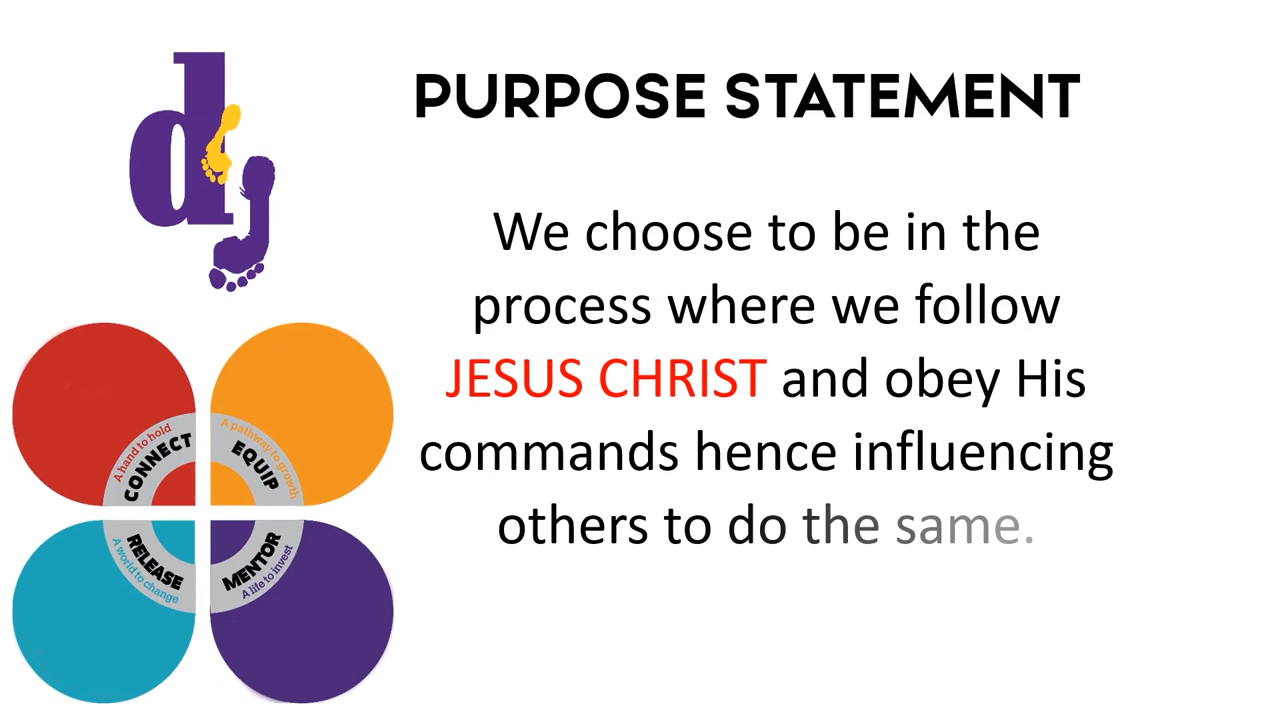 d
PURPOSE STATEMENT
We choose to be in the
process where we follow
JESUS CHRIST and obey His
commands hence influencing
others to do the same.
A hand to hold
CONNECT
A pathway to growth
EQUIP
RELEASE
A world to change
MENTOR
A life to invest